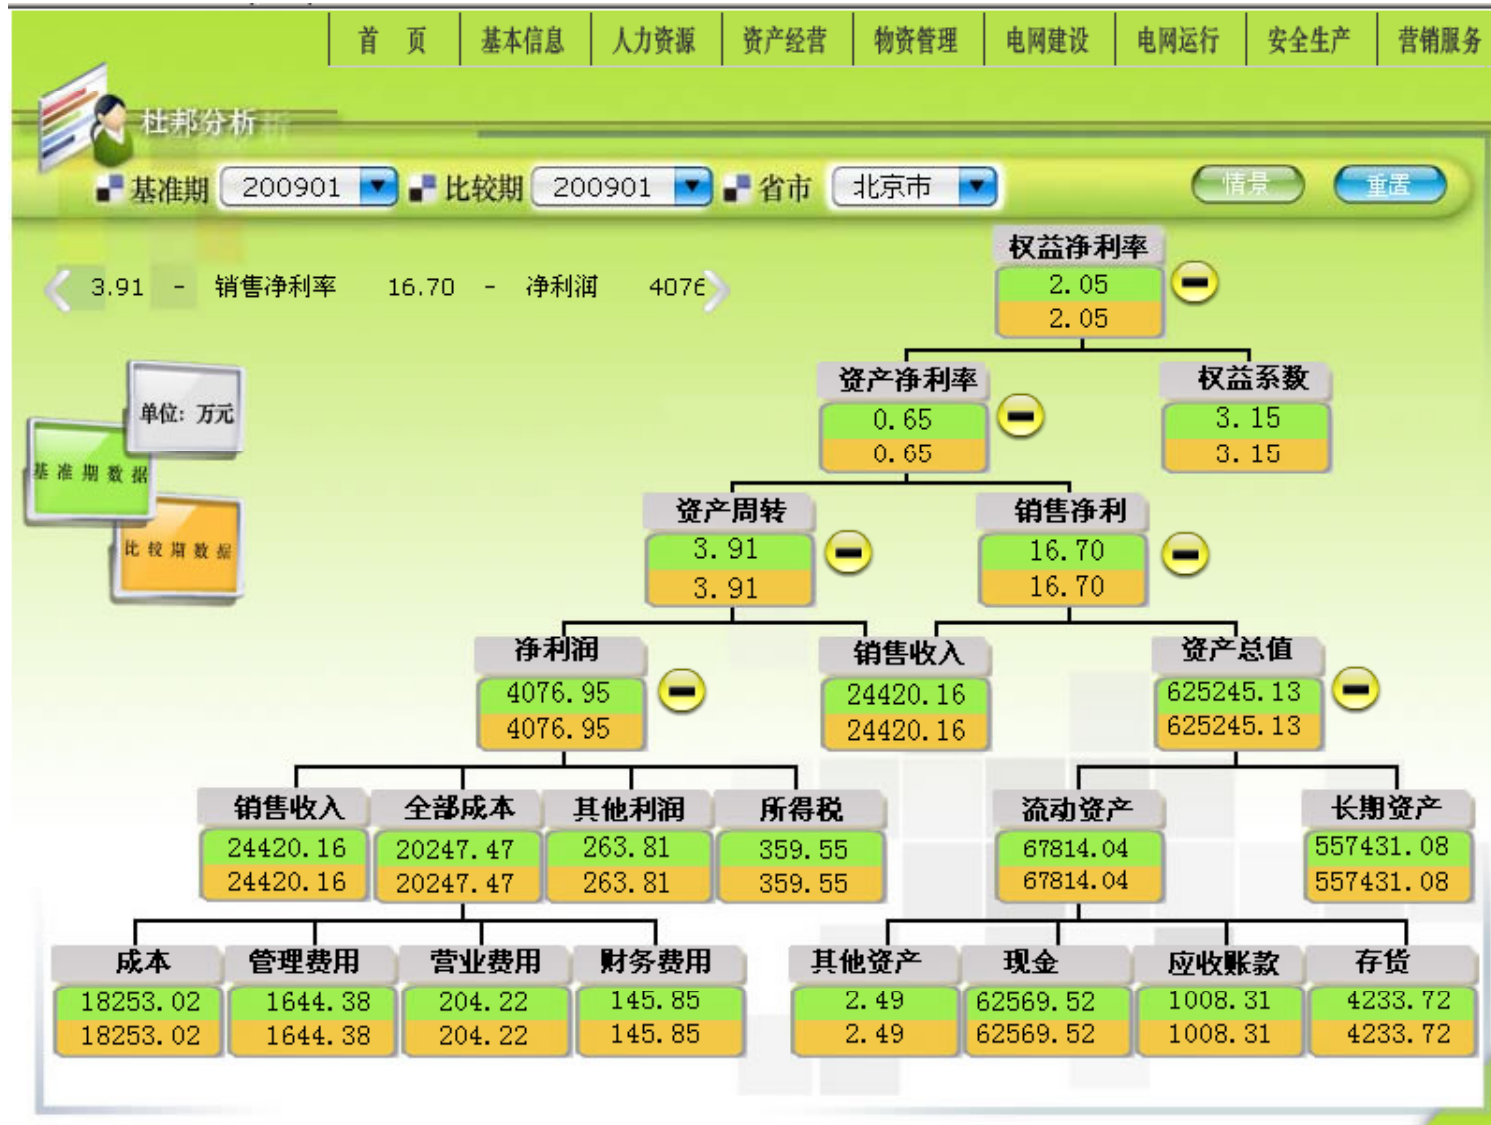 首 页 基本信息 人力资源 资产经营 物资管理 电网建设 电网运行 安全生产 营销服务
杜邦分析
基准期 200901 比较期 200901 省市 北京市 情景 重置
权益净利率
2.05
2.05
3.91 - 销售净利率 16.70 - 净利润 4076
资产净利率 权益系数
0.65 3.15
0.65 3.15
单位：万元
基准期数据
比较期数据
资产周转 销售净利
3.91 16.70
3.91 16.70
净利润 销售收入 资产总值
4076.95 24420.16 625245.13
4076.95 24420.16 625245.13
销售收入 全部成本 其他利润 所得税 流动资产 长期资产
24420.16 20247.47 263.81 359.55 67814.04 557431.08
24420.16 20247.47 263.81 359.55 67814.04 557431.08
成本 管理费用 营业费用 财务费用 其他资产 现金 应收账款 存货
18253.02 1644.38 204.22 145.85 2.49 62569.52 1008.31 4233.72
18253.02 1644.38 204.22 145.85 2.49 62569.52 1008.31 4233.72